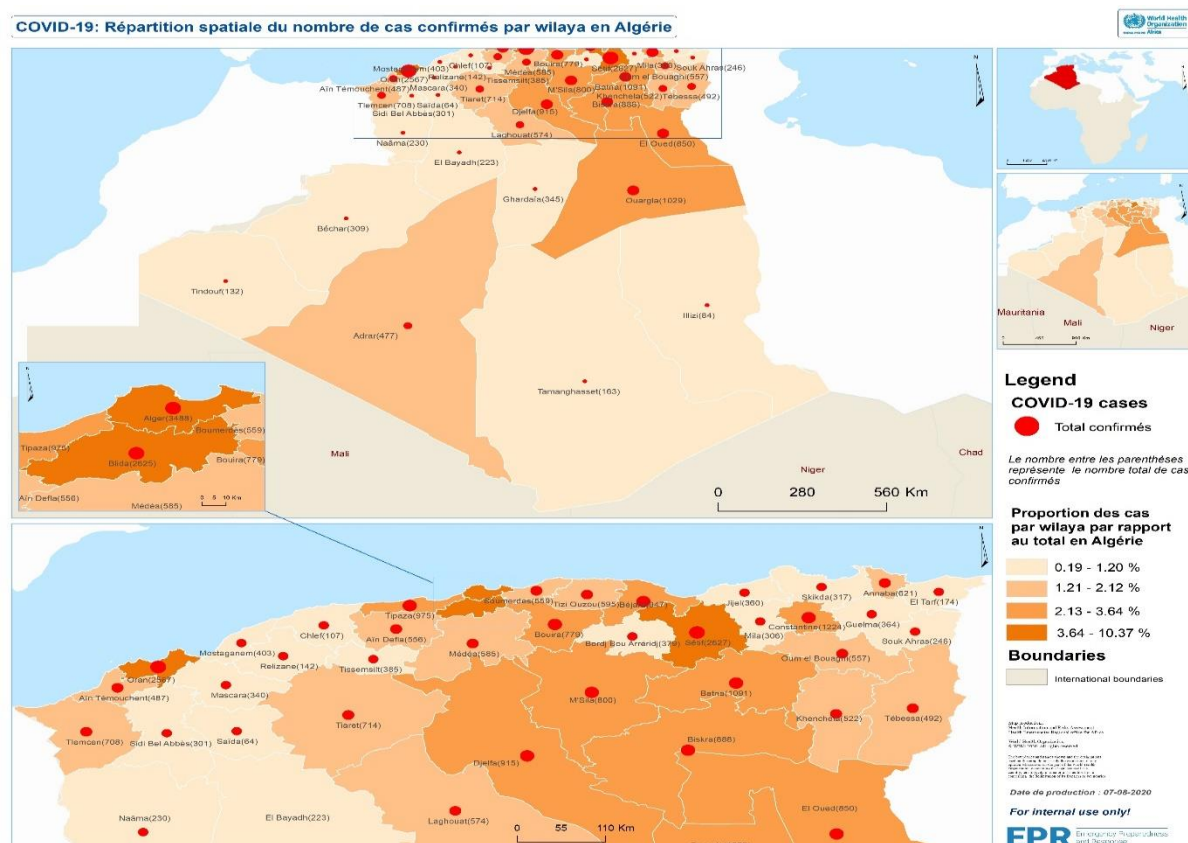 COVID-19: Répartition spatiale du nombre de cas confirmés par wilaya en Algérie
World Health
Organization
Africa
Mostaganem(403)
Chlef(107)
Oran(2567)
Relizane(142)
Tissemsilt(385)
Médéa(585)
Bouira(779)
Sétif(2627)
Souk Ahras(246)
Oum el Bouaghi(557)
Aïn Témouchent(487)
Mascara(340)
M'Sila(800)
Batna(1091)
Khenchela(522)
Tébessa(492)
Tlemcen(708)
Saïda(64)
Tiaret(714)
Sidi Bel Abbès(301)
Djelfa(915)
Laghouat(574)
Naâma(230)
El Oued(850)
El Bayadh(223)
Ghardaïa(345)
Ouargla(1029)
Béchar(309)
Tindouf(132)
Adrar(477)
Illizi(84)
Tamanghasset(163)
Mali
Niger
Chad
0 280 560 Km
Alger(3488)
Boumerdès(559)
Tipaza(975)
Blida(2625)
Bouira(779)
Aïn Defla(556)
Médéa(585)
0 5 10 Km
Tipaza(975)
Tizi Ouzou(595)
Jijel(360)
Skikda(317)
Annaba(621)
El Tarf(174)
Chlef(107)
Aïn Defla(556)
Bouira(779)
Constantine(1224)
Guelma(364)
Mila(306)
Souk Ahras(246)
Mostaganem(403)
Relizane(142)
Tissemsilt(385)
Médéa(585)
Sétif(2627)
Oum el Bouaghi(557)
Oran(2567)
Aïn Témouchent(487)
Mascara(340)
M'Sila(800)
Batna(1091)
Khenchela(522)
Tébessa(492)
Tlemcen(708)
Sidi Bel Abbès(301)
Saïda(64)
Tiaret(714)
Djelfa(915)
Biskra(888)
Naâma(230)
El Bayadh(223)
Laghouat(574)
El Oued(850)
0 55 110 Km
Mauritania
Mali
Niger
Legend
COVID-19 cases
Total confirmés
Le nombre entre les parenthéses
représente le nombre total de cas
confirmés
Proportion des cas
par wilaya par rapport
au total en Algérie
0.19 - 1.20 %
1.21 - 2.12 %
2.13 - 3.64 %
3.64 - 10.37 %
Boundaries
International boundaries
Date de production : 07-08-2020
For internal use only!
EPR Emergency Preparedness
and Response